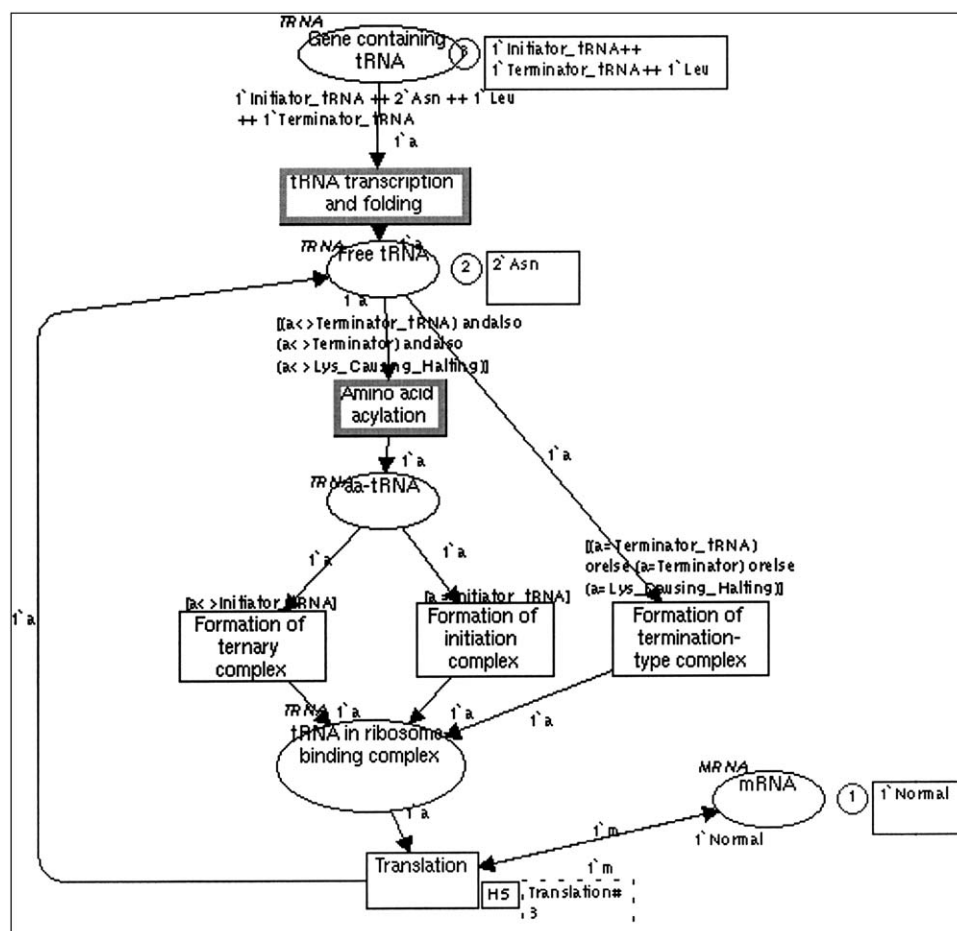 TRNA
Gene containing
tRNA
3
1`Initiator_tRNA++
1`Terminator_tRNA++ 1`Leu
1`Initiator_tRNA ++ 2`Asn ++ 1`Leu
++ 1`Terminator_tRNA
1`a
tRNA transcription
and folding
TRNA
1`a
Free tRNA
2
2`Asn
1`a
[(a<>Terminator_tRNA) andalso
(a<>Terminator) andalso
(a<>Lys_Causing_Halting)]
Amino acid
acylation
1`a
1`a
TRNA
aa-tRNA
1`a
1`a
[(a=Terminator_tRNA)
orelse (a=Terminator) orelse
(a=Lys_Causing_Halting)]
1`a
[a<>Initiator_tRNA]
[a=Initiator_tRNA]
Formation of
ternary
complex
Formation of
initiation
complex
Formation of
termination-
type complex
TRNA
1`a
1`a
1`a
tRNA in ribosome
binding complex
MRNA
mRNA
1
1`Normal
1`a
1`m
1`Normal
Translation
1`m
HS
Translation#
3